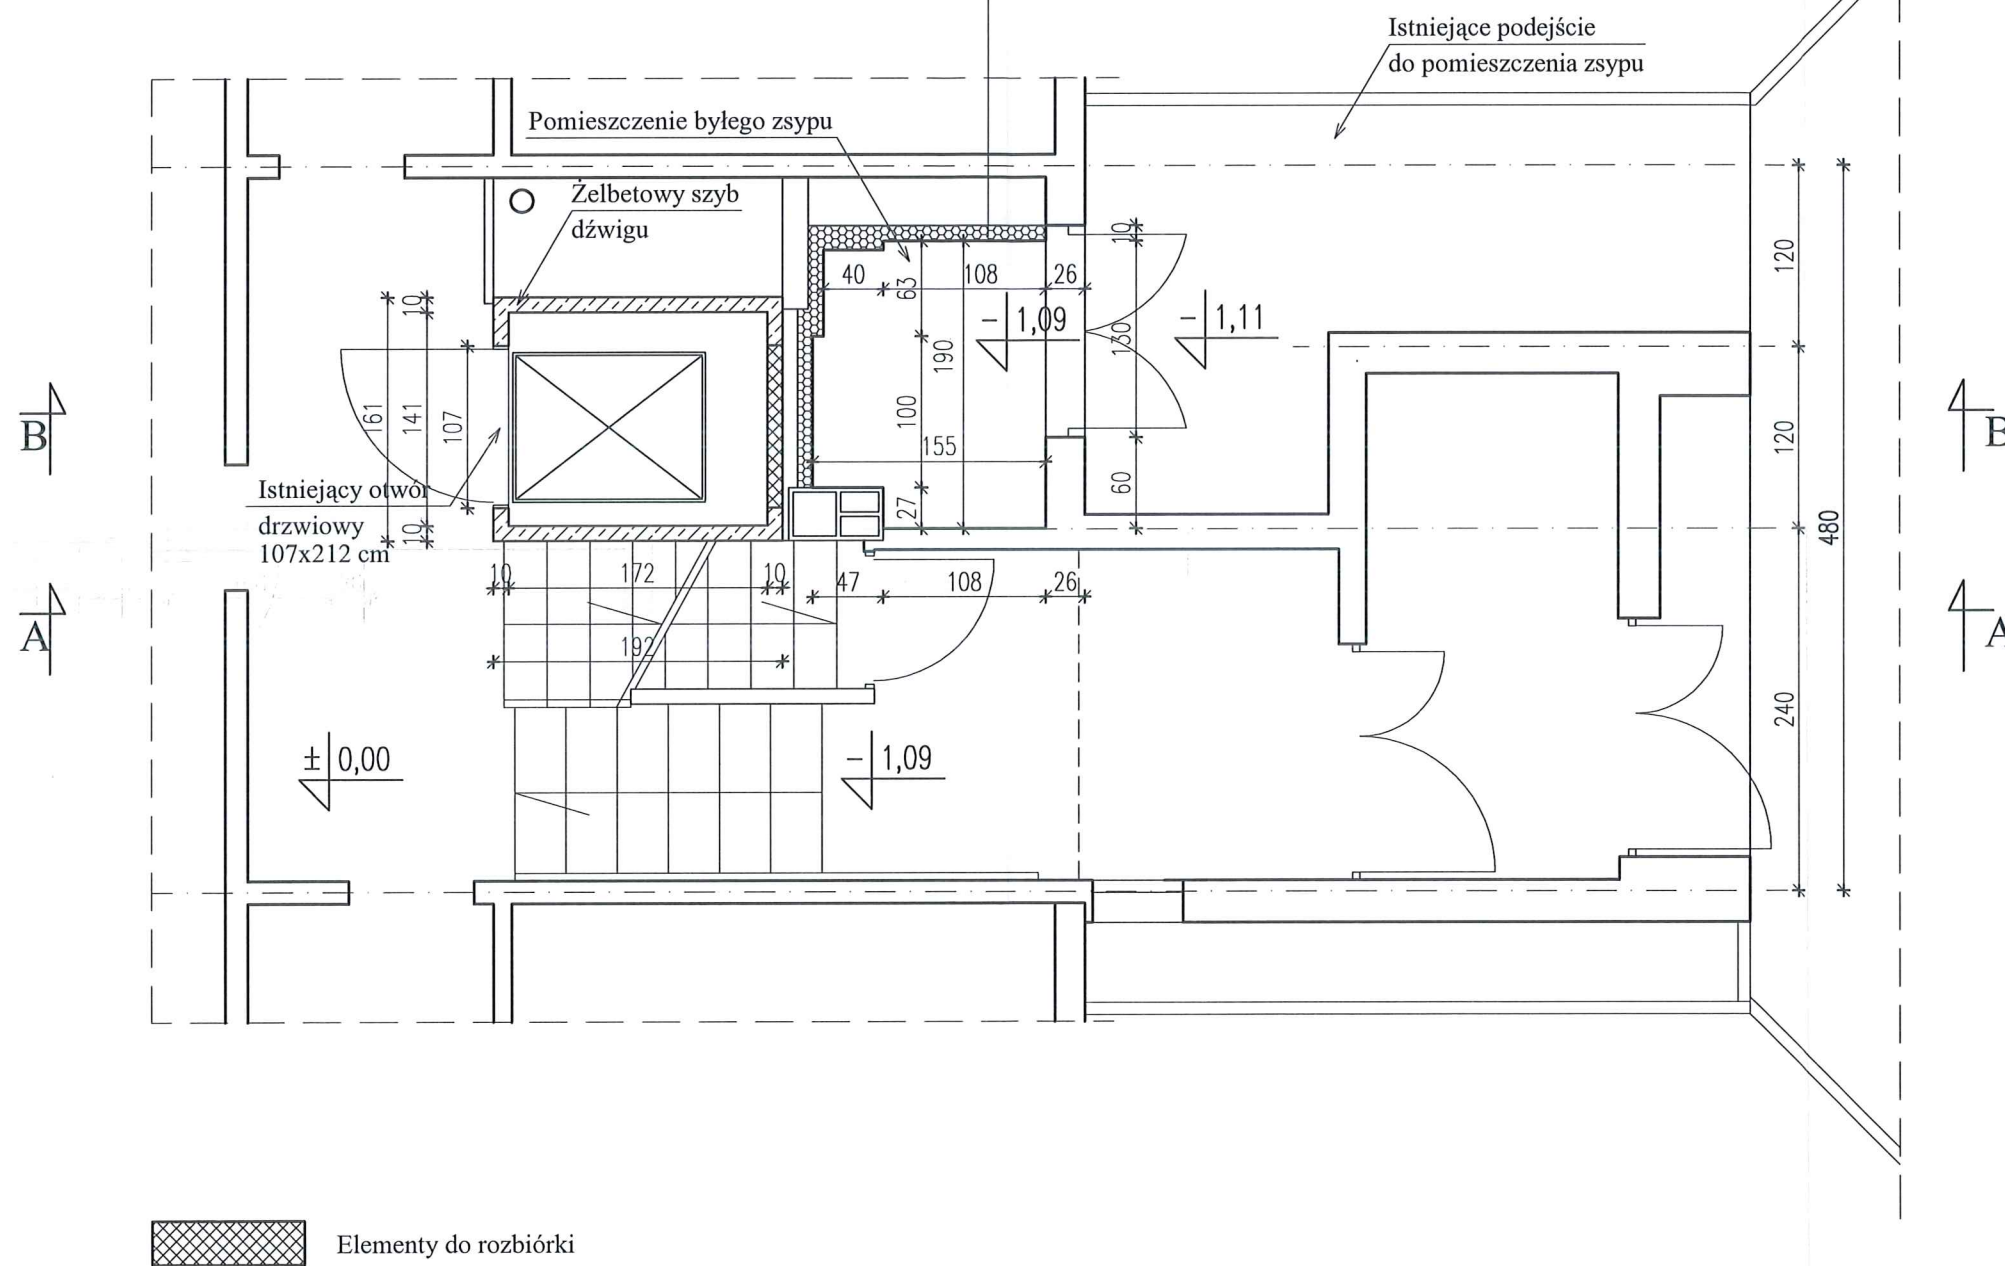 Istniejące podejście
do pomieszczenia zsypu
Pomieszczenie byłego zsypu
Żelbetowy szyb
dźwigu
10
40
63
108
26
120
- 1,09
- 1,11
130
190
161
10
141
107
100
155
120
B
B
60
27
480
Istniejący otwór
drzwiowy
107x212 cm
10
10
172
10
47
108
26
A
A
192
240
± 0,00
- 1,09
Elementy do rozbiórki